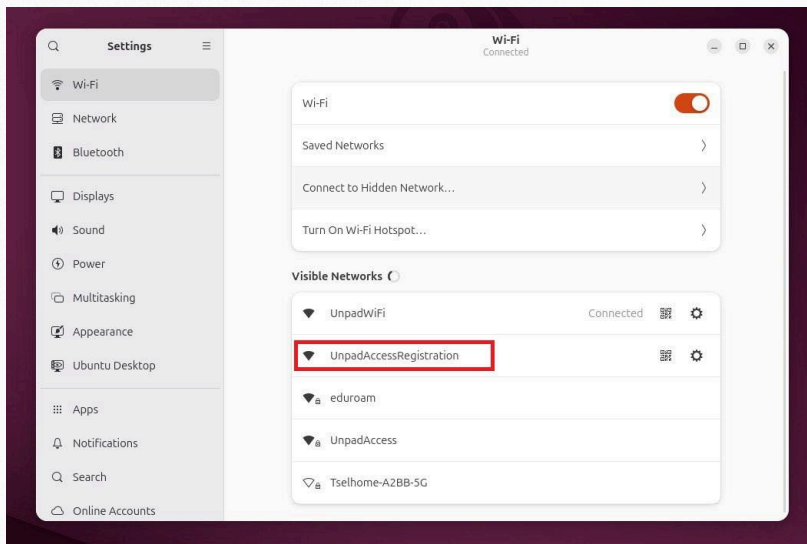 Settings
Wi-Fi
Connected
Wi-Fi
Network
Bluetooth
Displays
Sound
Power
Multitasking
Appearance
Ubuntu Desktop
Apps
Notifications
Search
Online Accounts
Wi-Fi
Saved Networks
Connect to Hidden Network...
Turn On Wi-Fi Hotspot...
Visible Networks
UnpadWiFi Connected
UnpadAccessRegistration
eduroam
UnpadAccess
Tselhome-A2BB-5G